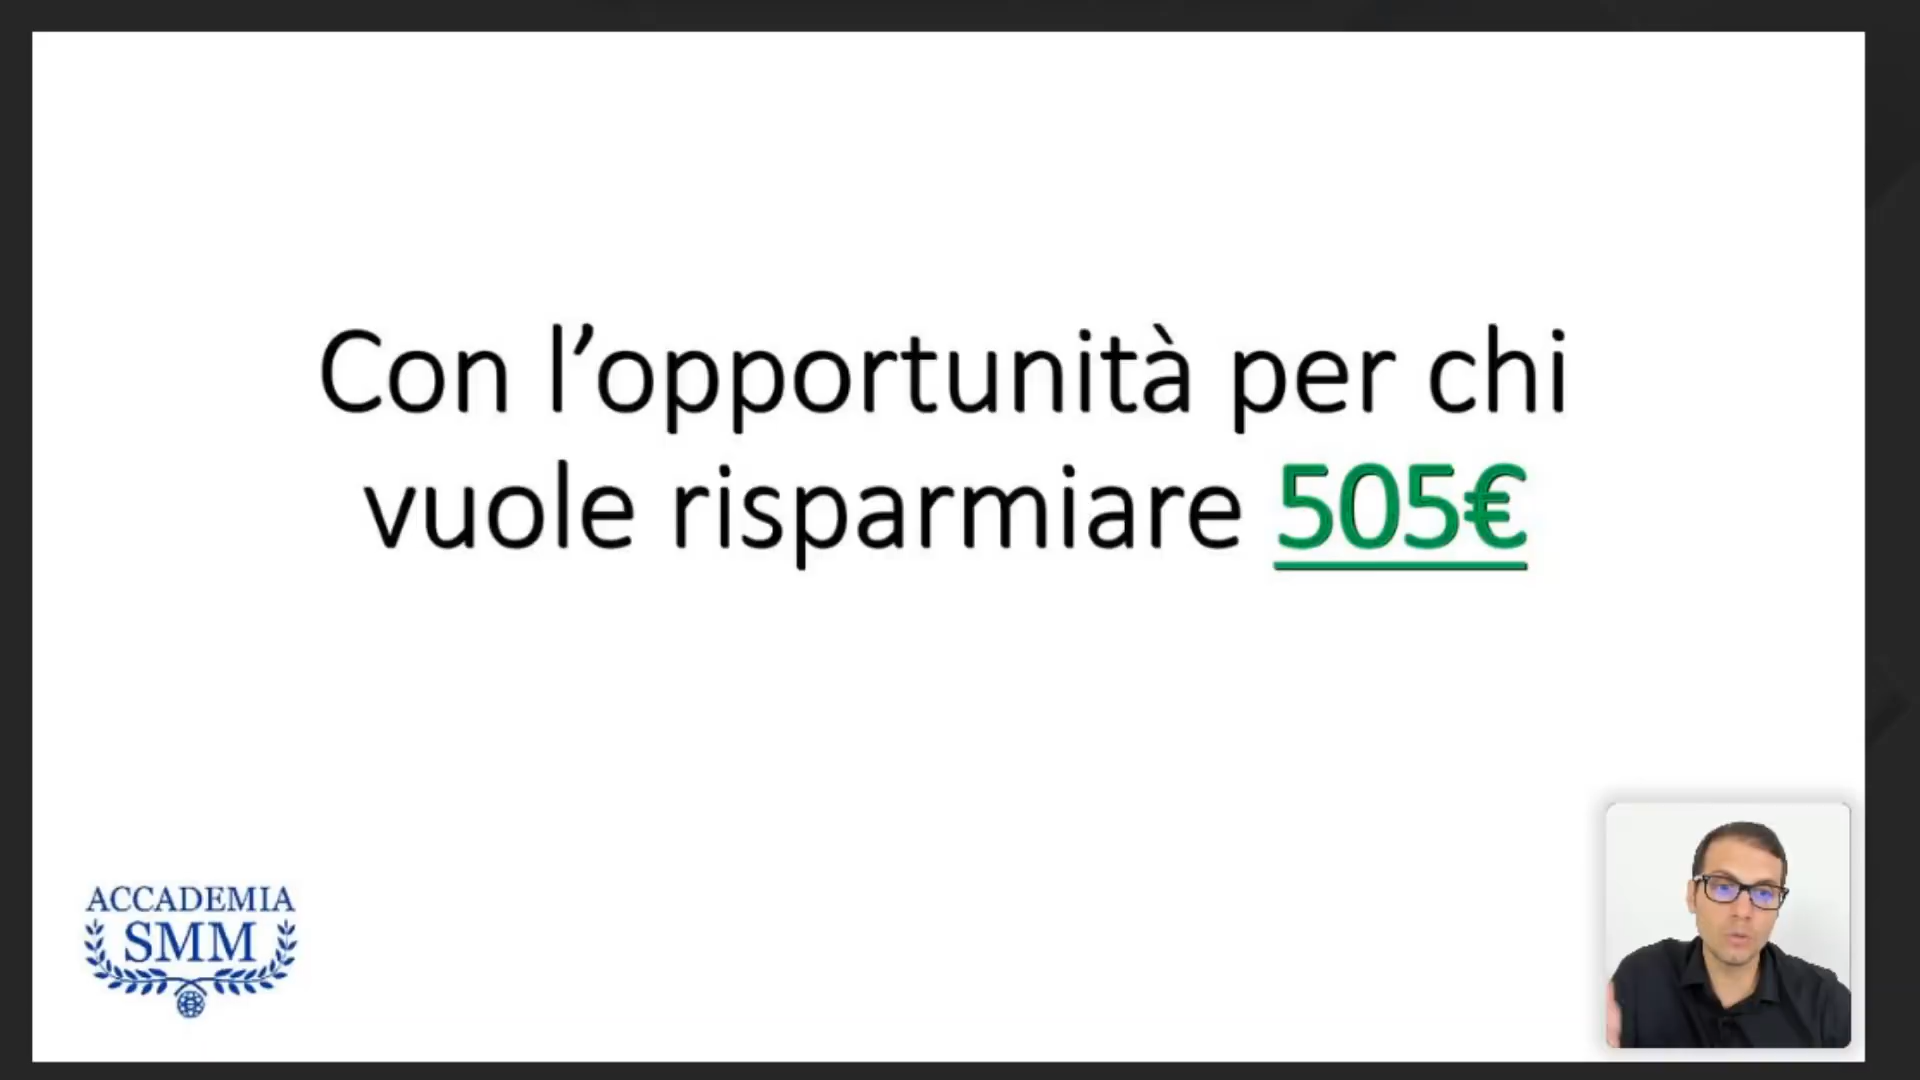 Con l’opportunità per chi
vuole risparmiare 505€
ACCADEMIA
SMM